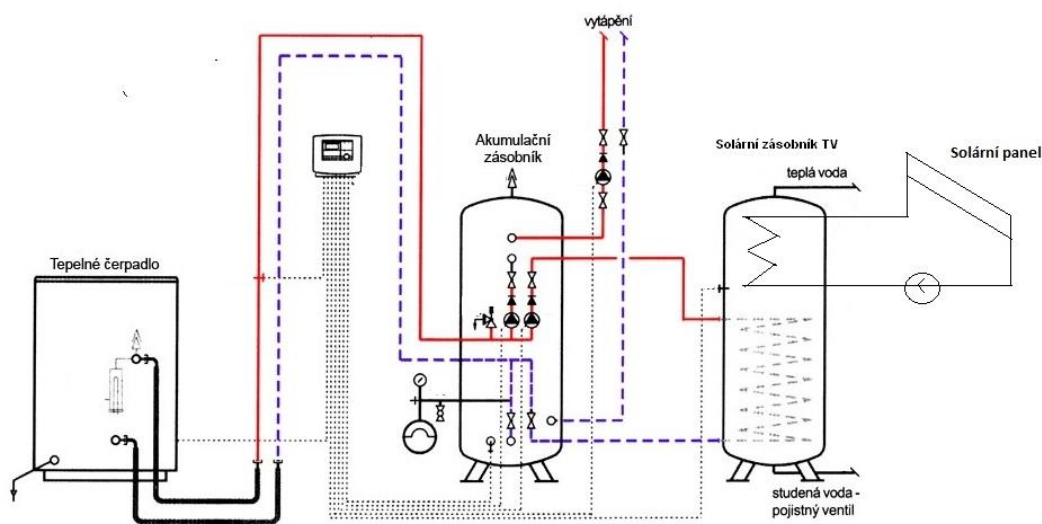 vytápění
Akumulační
zásobník
Solární zásobník TV
Solární panel
teplá voda
Tepelné čerpadlo
studená voda -
pojistný ventil